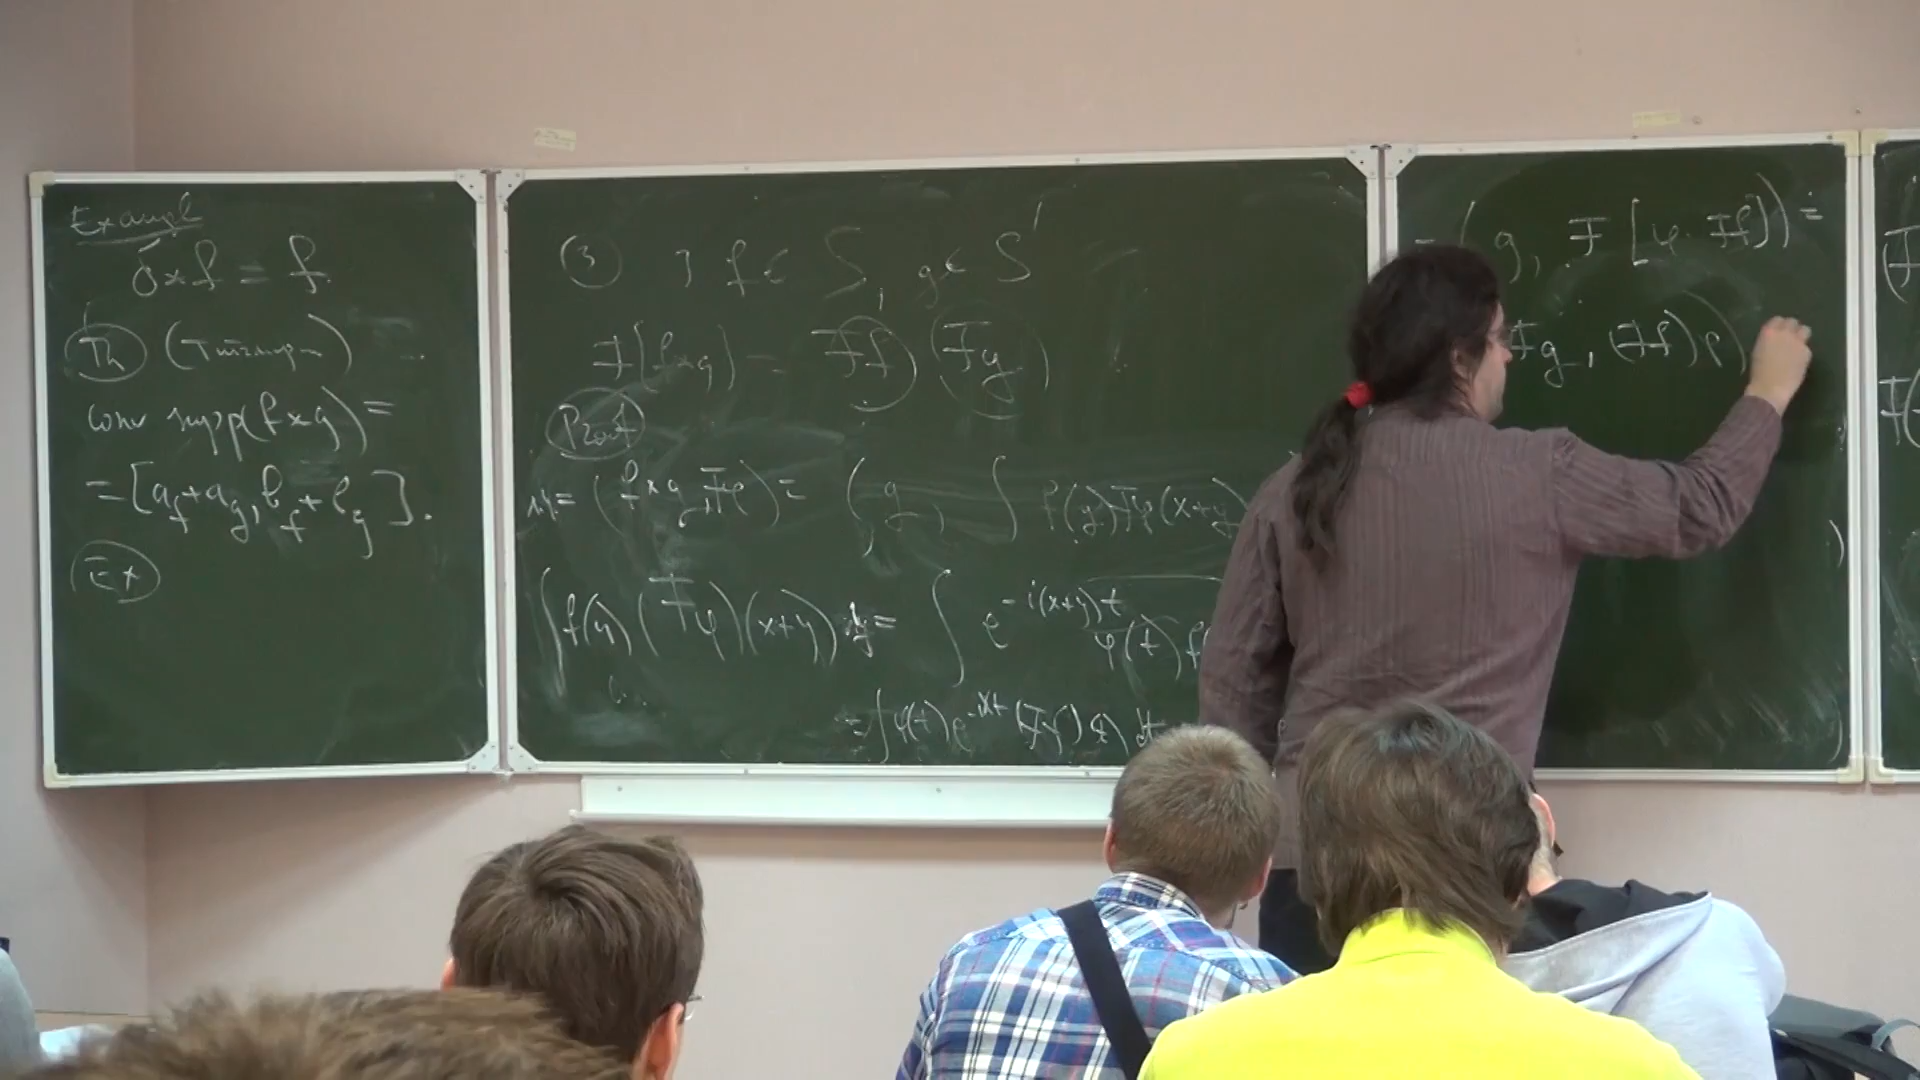 Exampl
δ * f = f.
Th (Титчмарш)
conv supp(f * g) =
= [a_f + a_g, b_f + b_g].
Ex
③ ] f ∈ S, g ∈ S'
F[f * g] = (Ff)(Fg)
Proof
(f * g, Fφ) = (g, ∫ f(y) Fφ(x+y)
∫ f(y)(Fφ)(x+y) dy = ∫ e^{-i(x+y)t} φ(t) f
= ∫ φ(t) e^{-ixt} (Ff)(t) dt
= (g, F[φ · Ff]) =
Fg, (Ff)φ)